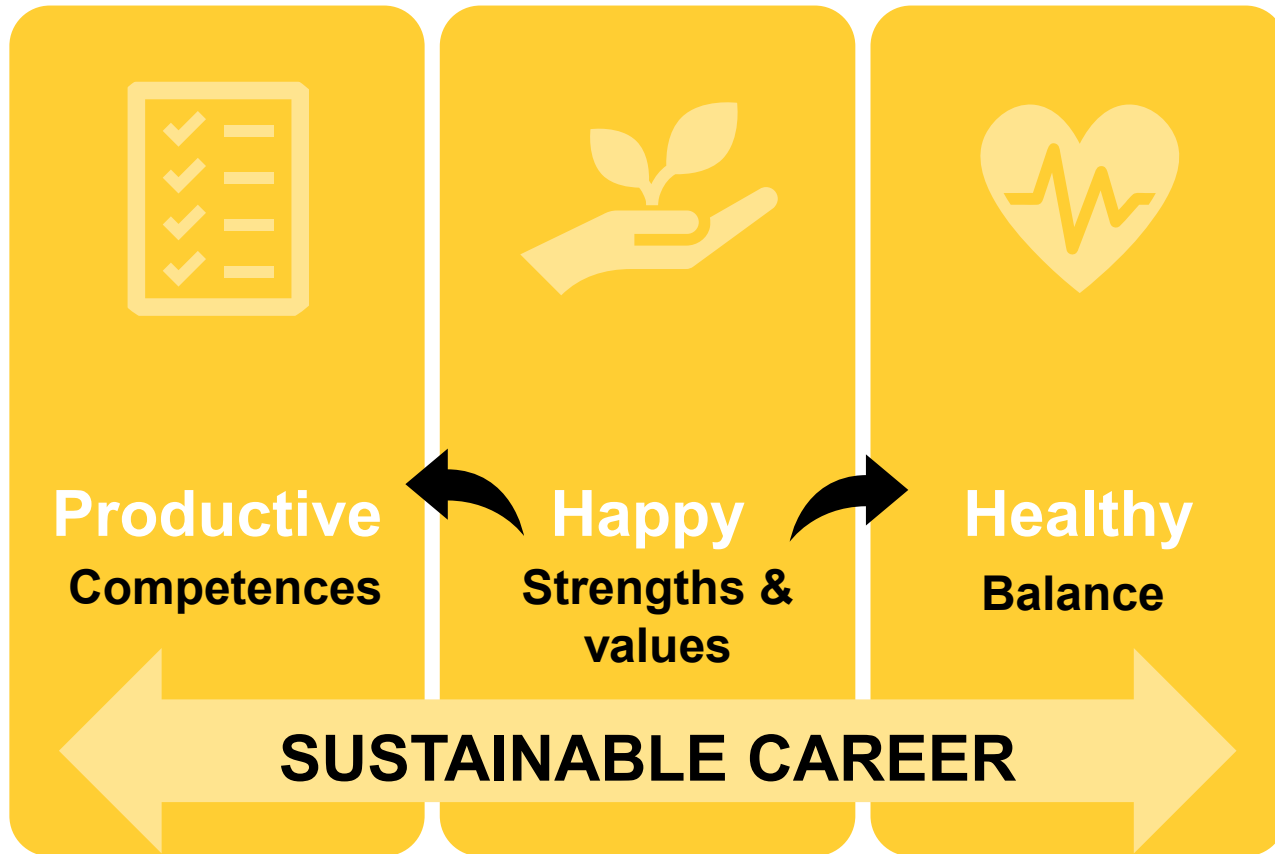 Productive
Competences
Happy
Strengths &
values
Healthy
Balance
SUSTAINABLE CAREER